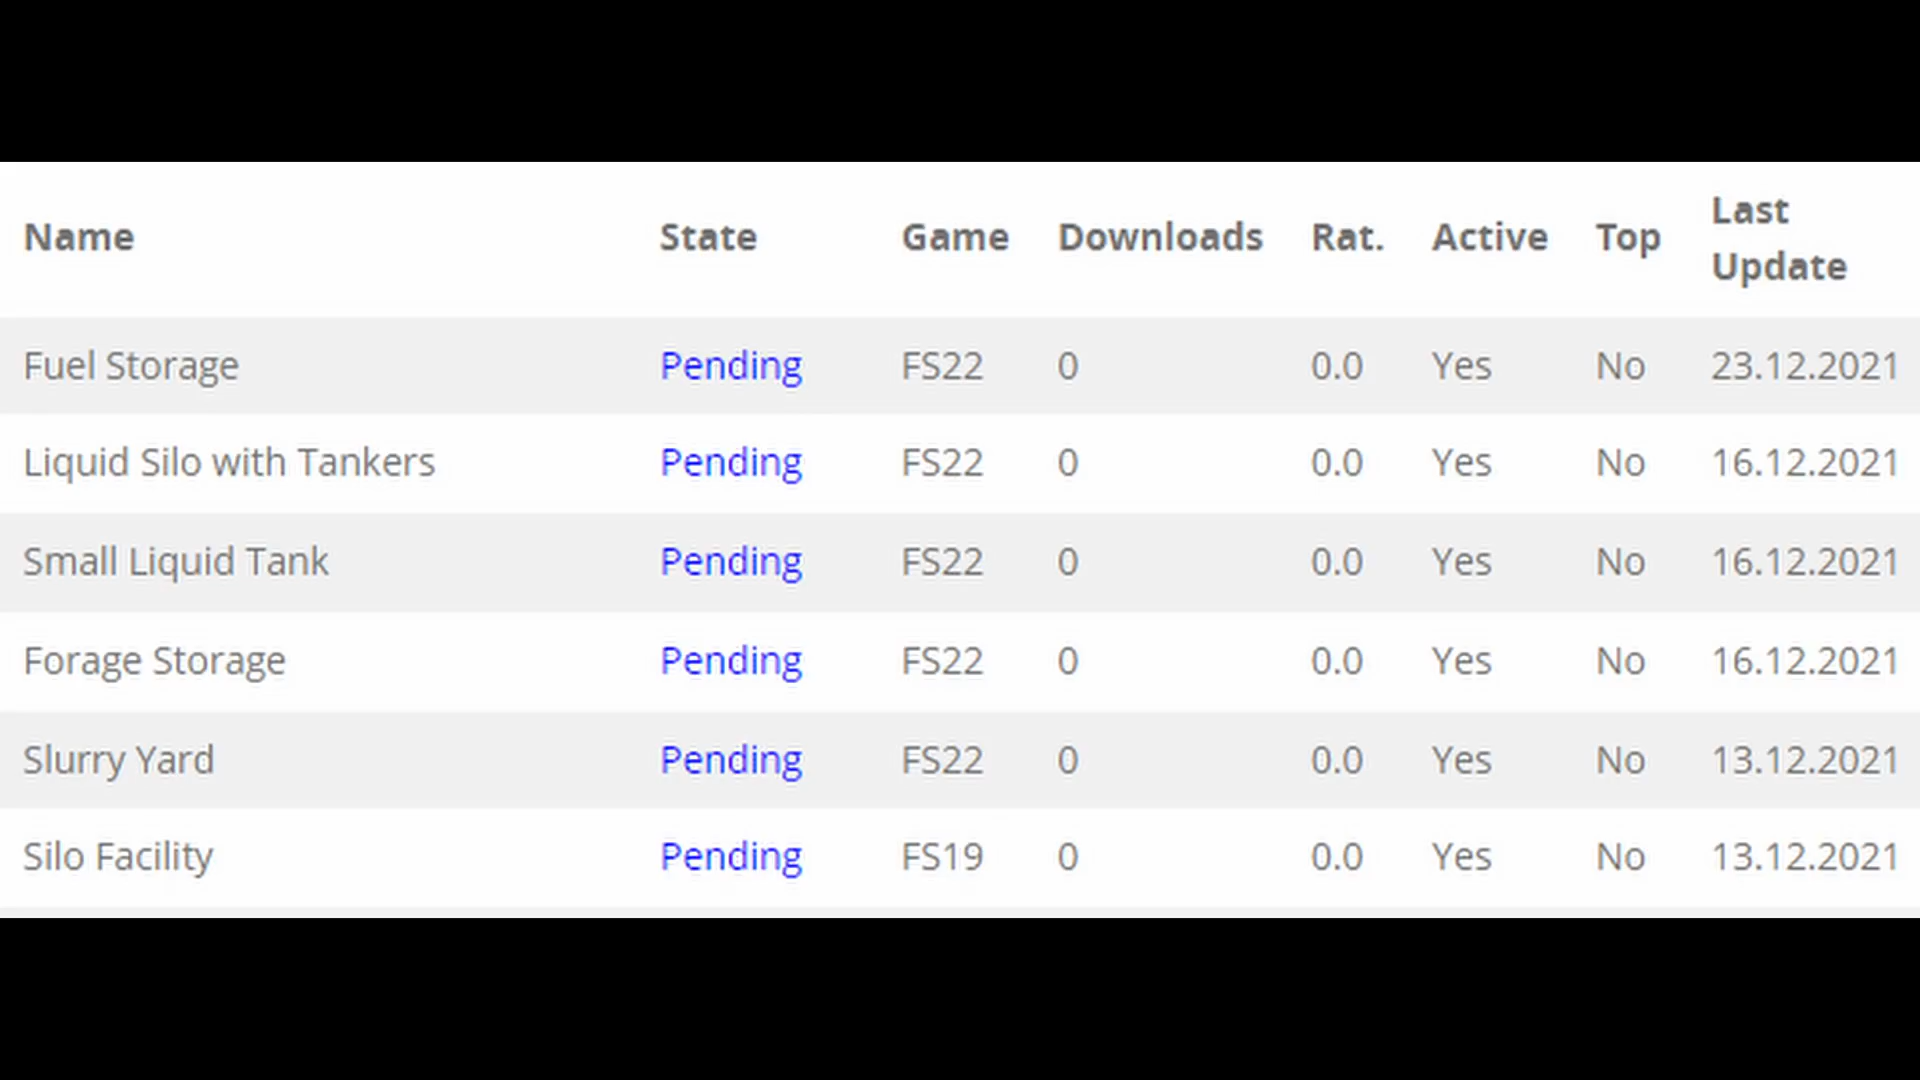 Name State Game Downloads Rat. Active Top Last Update
Fuel Storage Pending FS22 0 0.0 Yes No 23.12.2021
Liquid Silo with Tankers Pending FS22 0 0.0 Yes No 16.12.2021
Small Liquid Tank Pending FS22 0 0.0 Yes No 16.12.2021
Forage Storage Pending FS22 0 0.0 Yes No 16.12.2021
Slurry Yard Pending FS22 0 0.0 Yes No 13.12.2021
Silo Facility Pending FS19 0 0.0 Yes No 13.12.2021